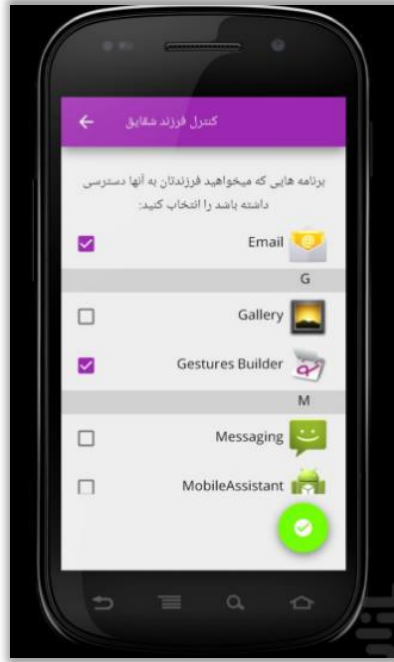 کنترل فرزند شقایق
برنامه هایی که میخواهید فرزندتان به آنها دسترسی
داشته باشد را انتخاب کنید:
Email
G
Gallery
Gestures Builder
M
Messaging
MobileAssistant